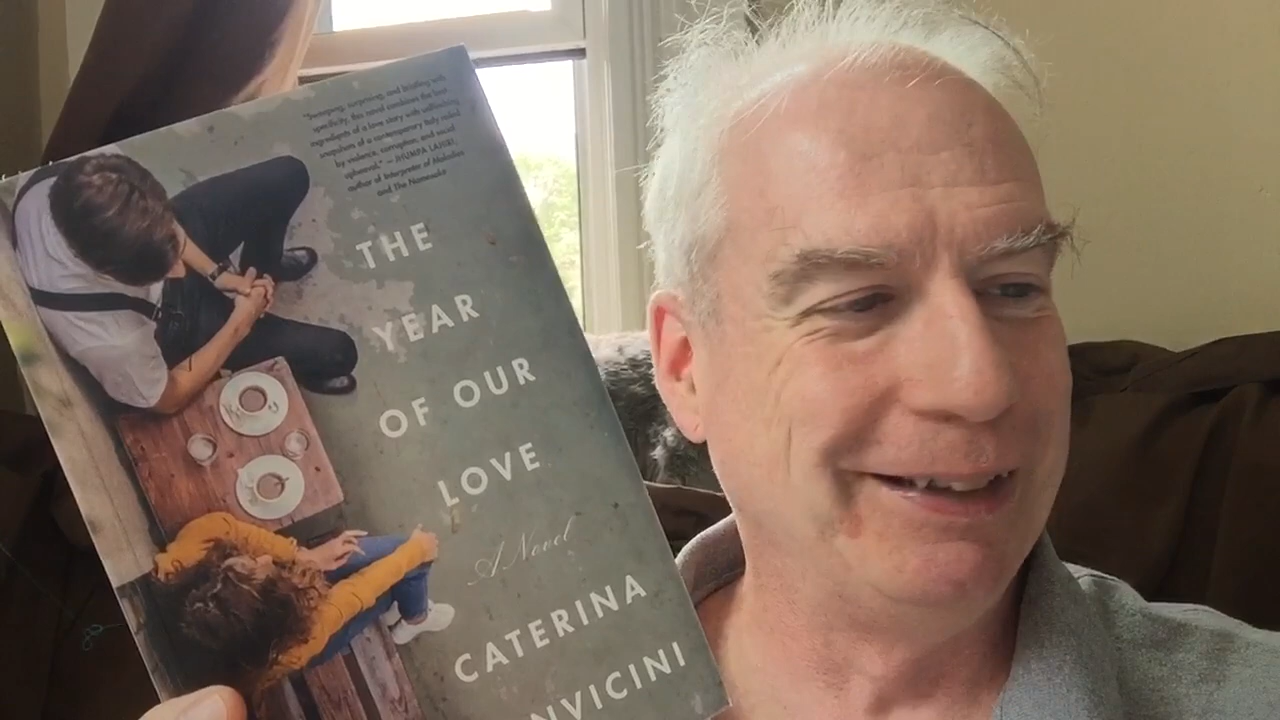 "Sweeping, surprising, and bristling with
specificity, this novel combines the best
ingredients of a love story with unflinching
snapshots of a contemporary Italy roiled
by violence, corruption, and social
upheaval." — JHUMPA LAHIRI,
author of Interpreter of Maladies
and The Namesake
THE
YEAR
OF OUR
LOVE
A Novel
CATERINA
NVICINI